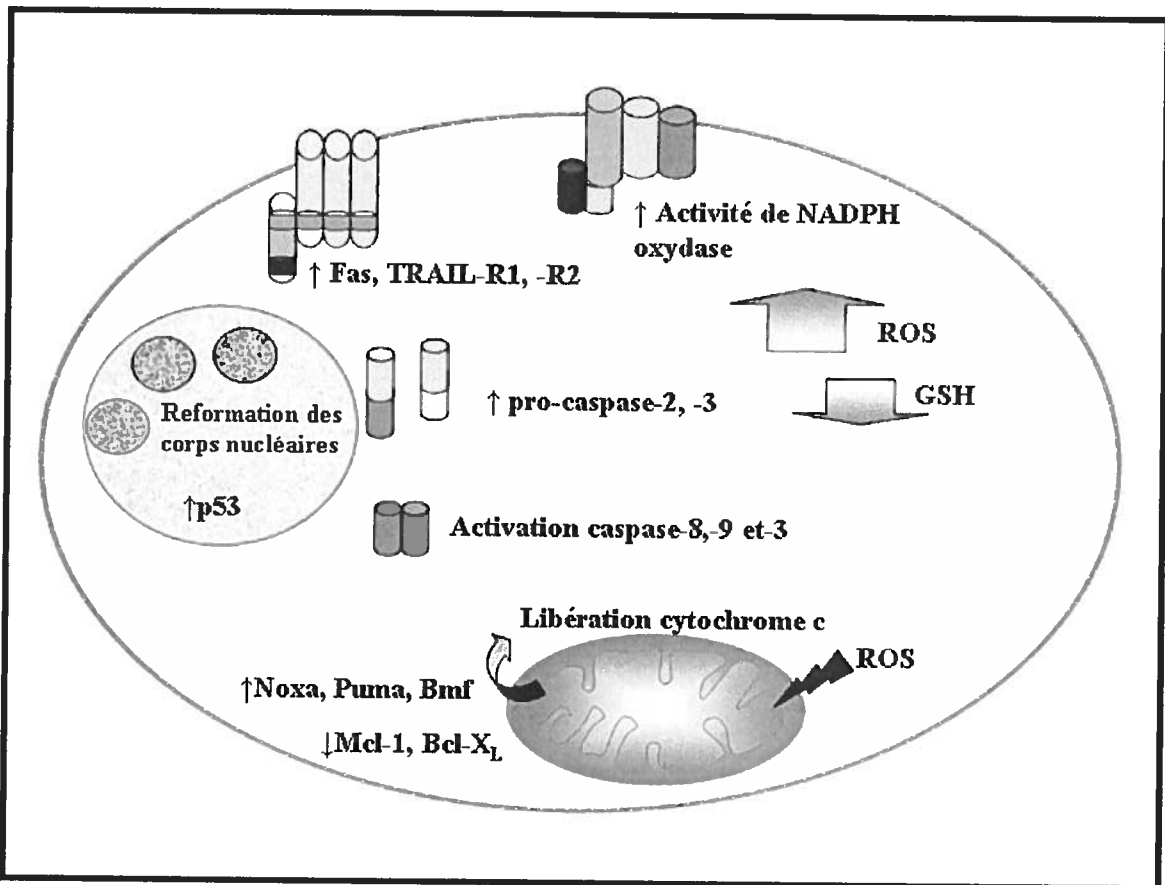 ↑ Activité de NADPH
oxydase
↑ Fas, TRAIL-R1, -R2
ROS
GSH
↑ pro-caspase-2, -3
Reformation des
corps nucléaires
↑p53
Activation caspase-8,-9 et-3
Libération cytochrome c
ROS
↑Noxa, Puma, Bmf
↓Mcl-1, Bcl-XL